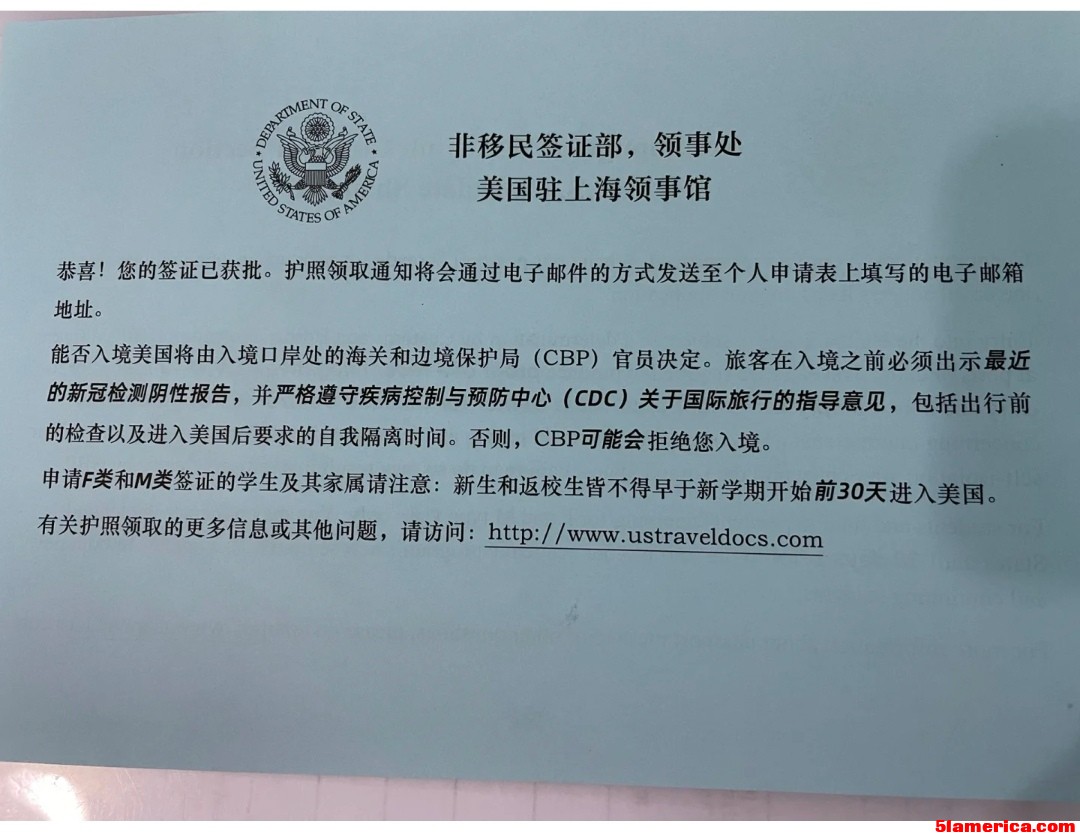 DEPARTMENT OF STATE
UNITED STATES OF AMERICA
非移民签证部，领事处
美国驻上海领事馆
恭喜！您的签证已获批。护照领取通知将会通过电子邮件的方式发送至个人申请表上填写的电子邮箱
地址。
能否入境美国将由入境口岸处的海关和边境保护局（CBP）官员决定。旅客在入境之前必须出示最近
的新冠检测阴性报告，并严格遵守疾病控制与预防中心（CDC）关于国际旅行的指导意见，包括出行前
的检查以及进入美国后要求的自我隔离时间。否则，CBP可能会拒绝您入境。
申请F类和M类签证的学生及其家属请注意：新生和返校生皆不得早于新学期开始前30天进入美国。
有关护照领取的更多信息或其他问题，请访问：http://www.ustraveldocs.com
51america.com